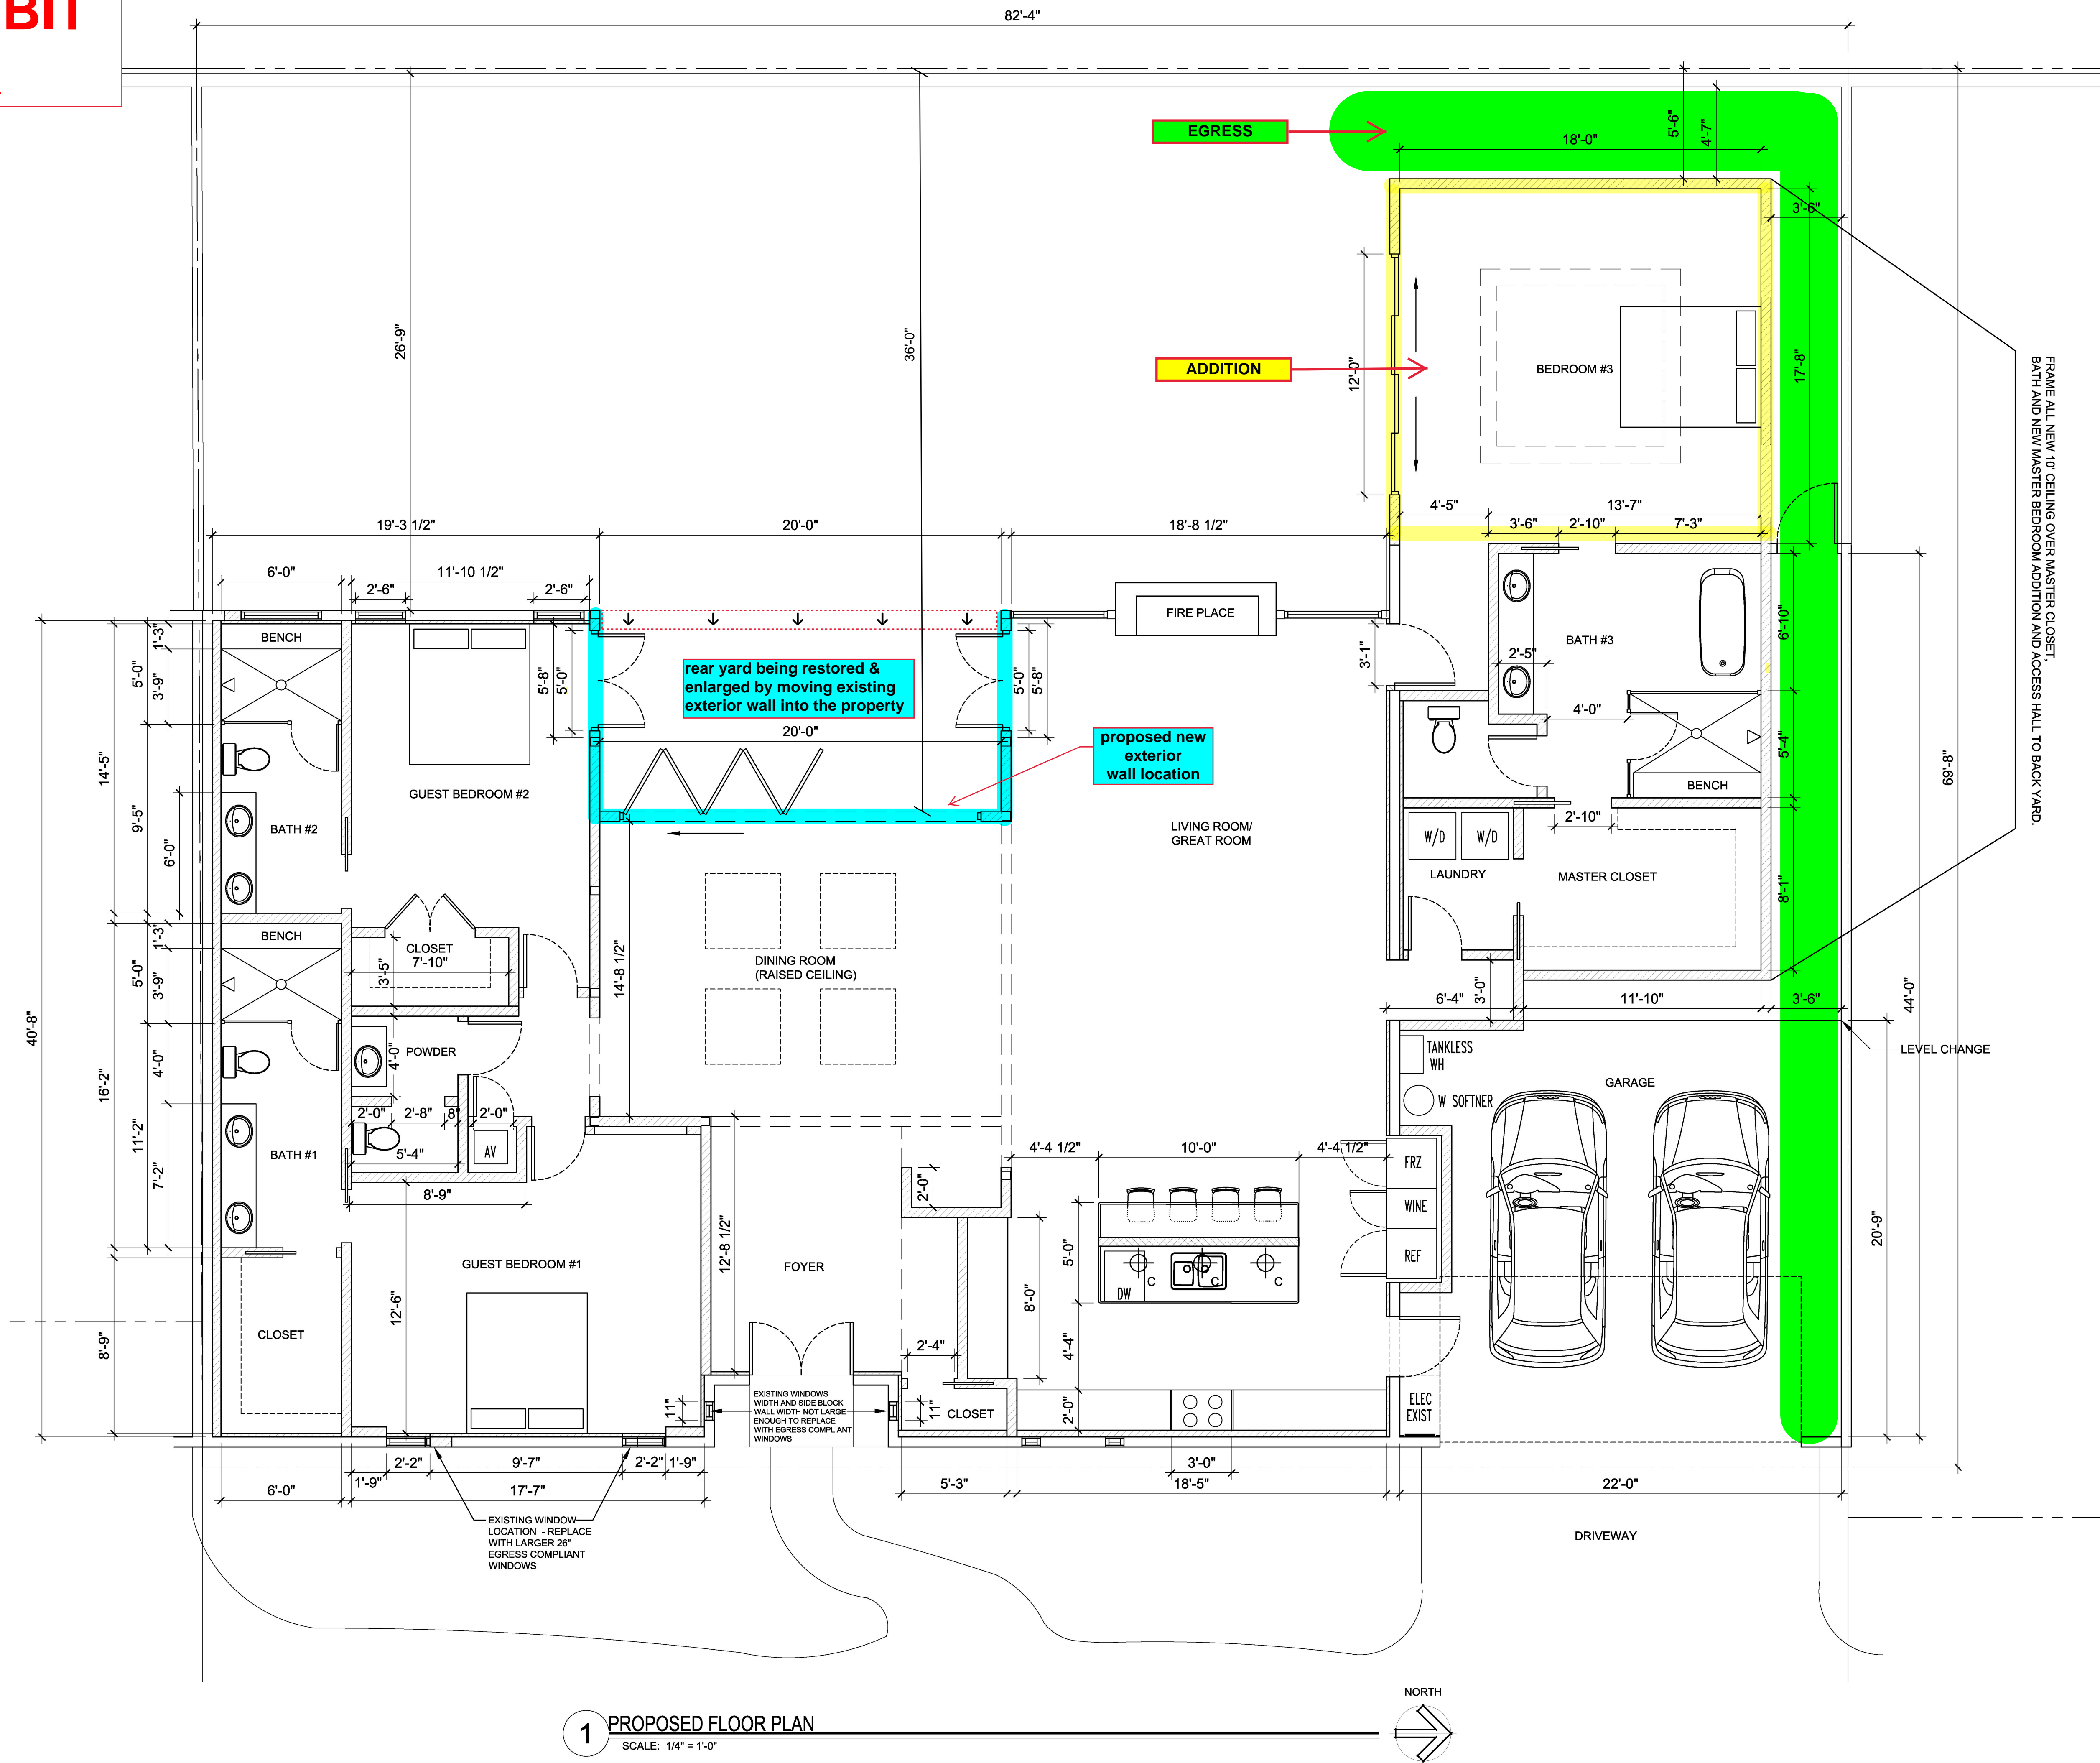 BIT
82'-4"
EGRESS
18'-0"
5'-6"
4'-7"
3'-6"
26'-9"
36'-0"
ADDITION
12'-0"
BEDROOM #3
17'-8"
FRAME ALL NEW 10' CEILING OVER MASTER CLOSET,
BATH AND NEW MASTER BEDROOM ADDITION AND ACCESS HALL TO BACK YARD.
4'-5"
13'-7"
3'-6"
2'-10"
7'-3"
19'-3 1/2"
20'-0"
18'-8 1/2"
6'-0"
11'-10 1/2"
2'-6"
2'-6"
BENCH
1'-3"
5'-0"
3'-9"
14'-5"
9'-5"
6'-0"
BATH #2
GUEST BEDROOM #2
5'-8"
5'-0"
rear yard being restored &
enlarged by moving existing
exterior wall into the property
20'-0"
5'-0"
5'-8"
proposed new
exterior
wall location
FIRE PLACE
3'-1"
BATH #3
2'-5"
4'-0"
6'-10"
5'-4"
BENCH
2'-10"
LIVING ROOM/
GREAT ROOM
W/D
W/D
LAUNDRY
MASTER CLOSET
8'-1"
69'-8"
40'-8"
BENCH
1'-3"
5'-0"
3'-9"
CLOSET
7'-10"
3'-5"
14'-8 1/2"
DINING ROOM
(RAISED CEILING)
6'-4"
3'-0"
11'-10"
3'-6"
44'-0"
LEVEL CHANGE
16'-2"
4'-0"
11'-2"
7'-2"
POWDER
4'-0"
2'-0"
2'-8"
8"
2'-0"
5'-4"
AV
BATH #1
8'-9"
TANKLESS
WH
W SOFTNER
GARAGE
4'-4 1/2"
10'-0"
4'-4 1/2"
FRZ
WINE
REF
2'-0"
12'-8 1/2"
FOYER
GUEST BEDROOM #1
12'-6"
5'-0"
8'-0"
DW
C
C
C
20'-9"
8'-9"
CLOSET
2'-4"
4'-4"
2'-0"
11"
EXISTING WINDOWS
WIDTH AND SIDE BLOCK
WALL WIDTH NOT LARGE
ENOUGH TO REPLACE
WITH EGRESS COMPLIANT
WINDOWS
11"
CLOSET
ELEC
EXIST
2'-2"
9'-7"
2'-2"
1'-9"
1'-9"
6'-0"
17'-7"
5'-3"
3'-0"
18'-5"
22'-0"
EXISTING WINDOW
LOCATION - REPLACE
WITH LARGER 26"
EGRESS COMPLIANT
WINDOWS
DRIVEWAY
1
PROPOSED FLOOR PLAN
SCALE: 1/4" = 1'-0"
NORTH